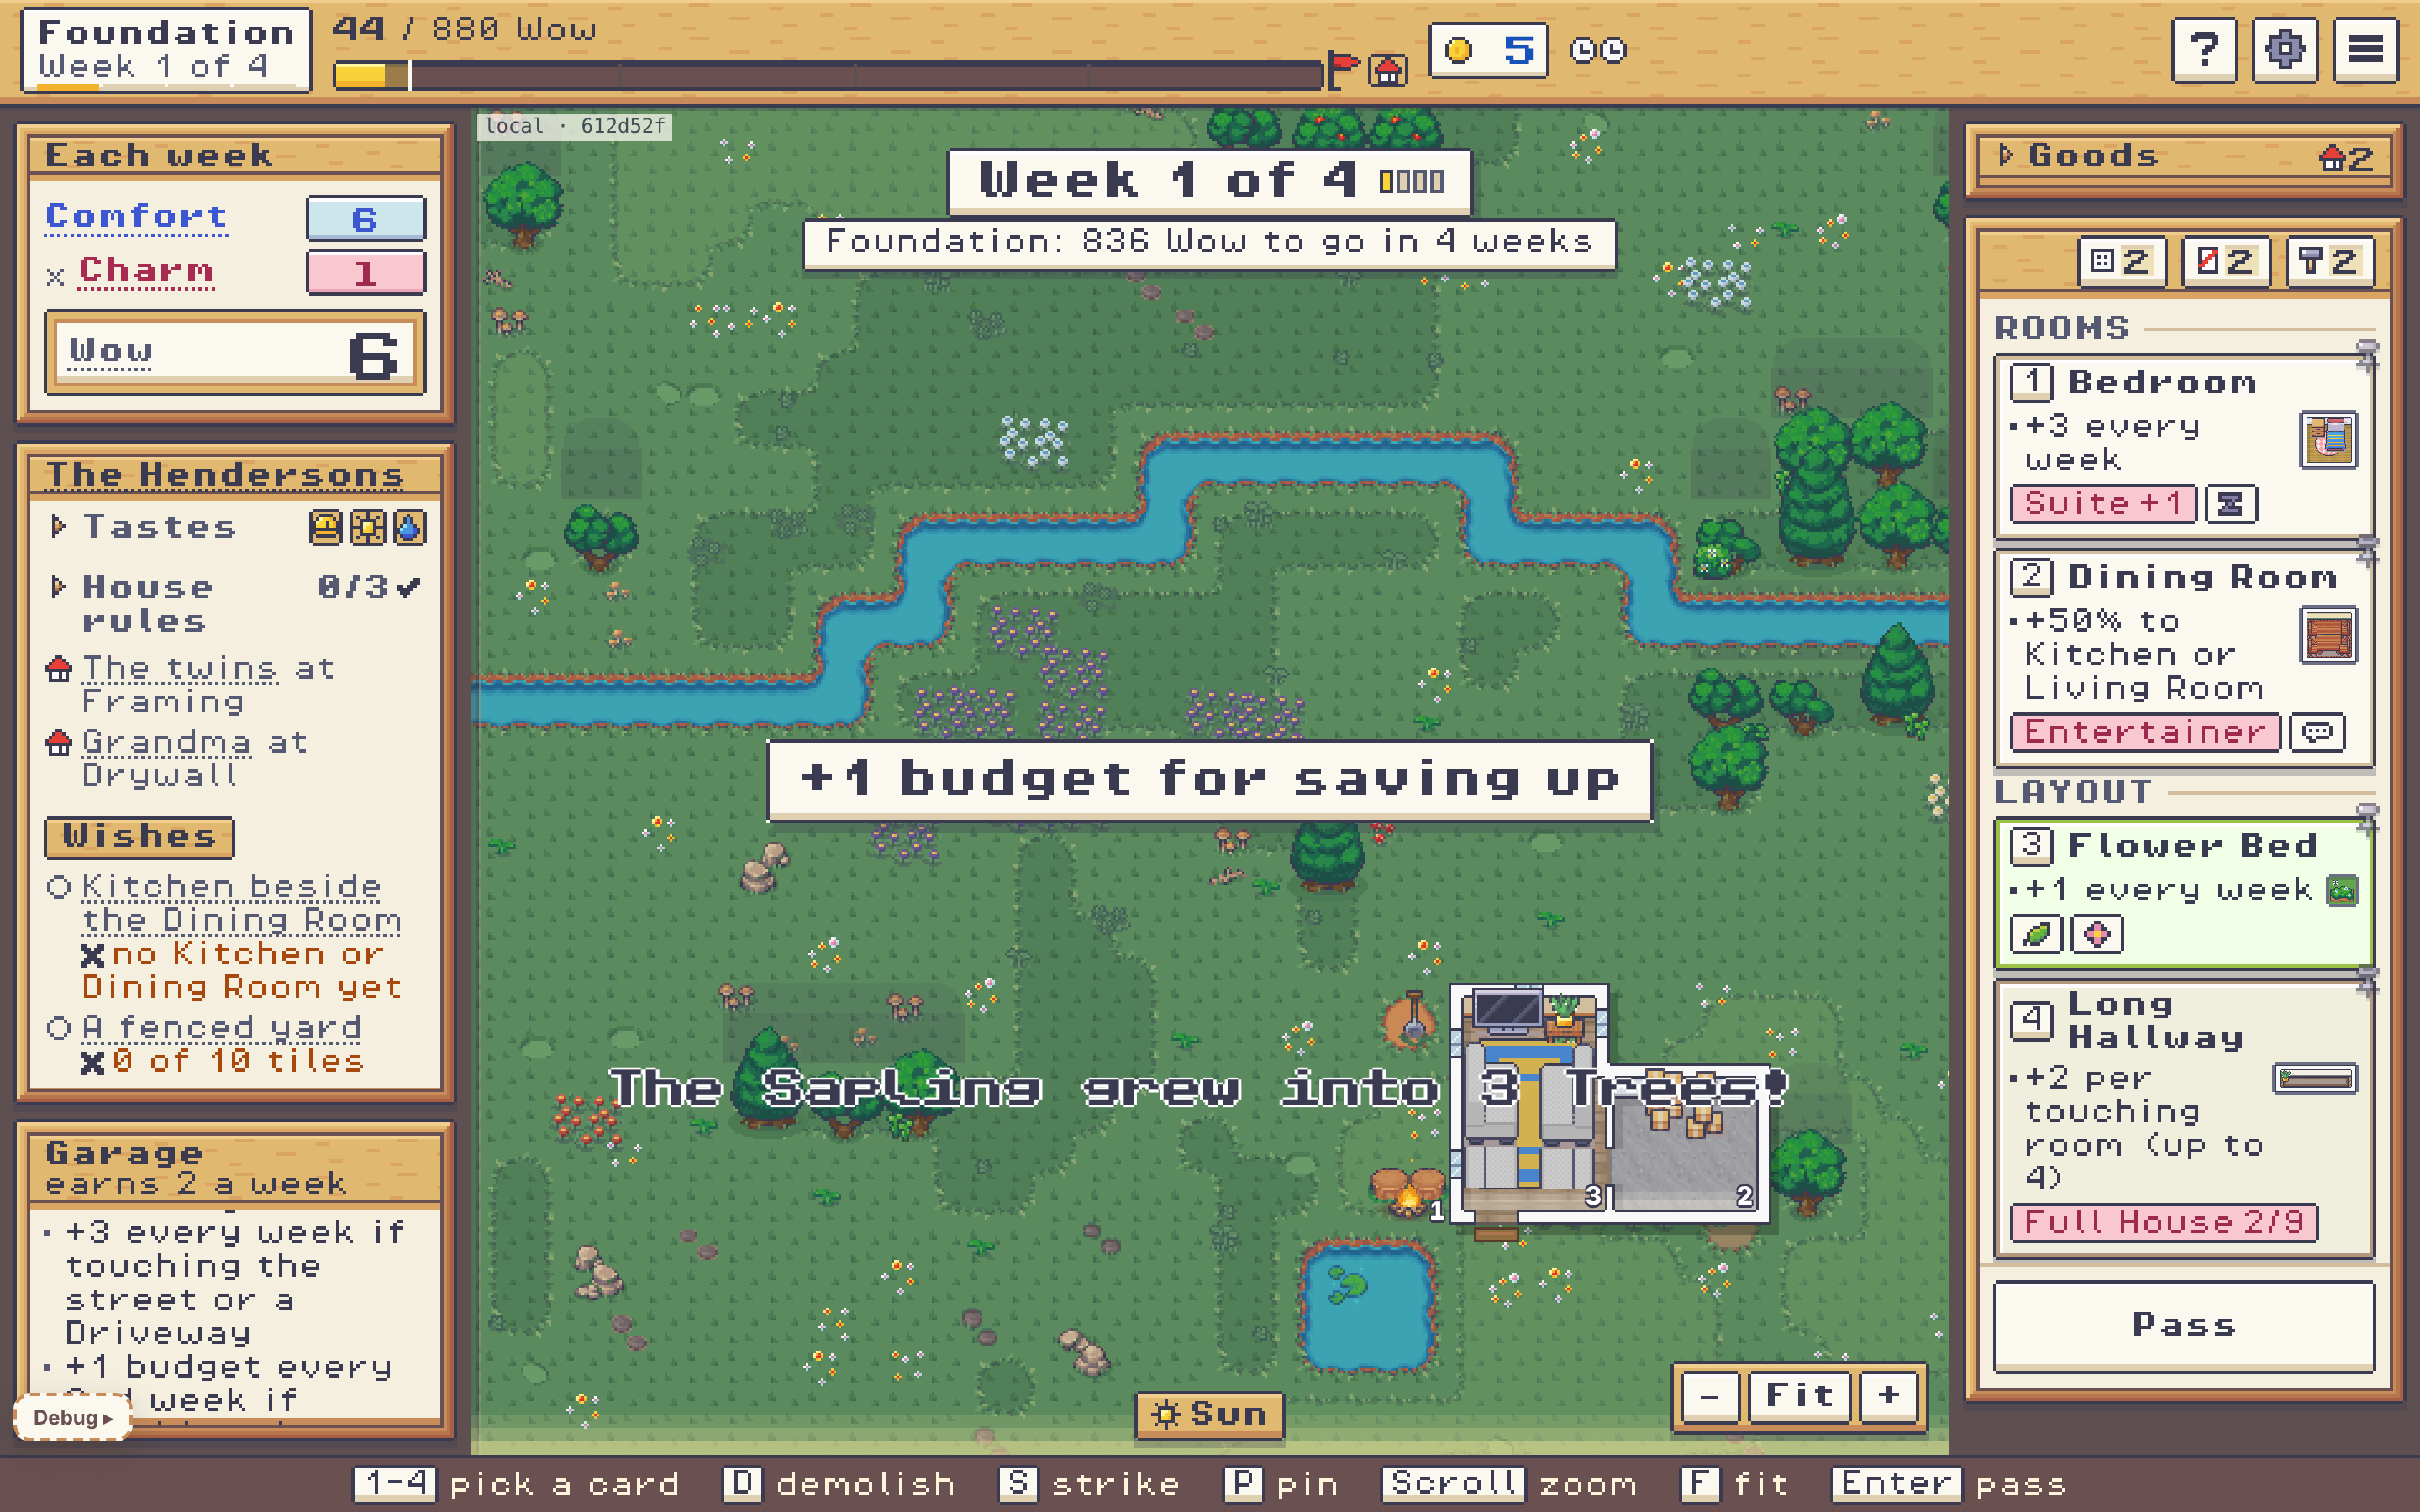 Foundation
Week 1 of 4
44 / 880 Wow
5
?
local · 612d52f
Each week
Comfort 6
x Charm 1
Wow 6
The Hendersons
Tastes
House rules 0/3
The twins at
Framing
Grandma at
Drywall
Wishes
Kitchen beside
the Dining Room
no Kitchen or
Dining Room yet
A fenced yard
0 of 10 tiles
Garage
earns 2 a week
+3 every week if
touching the
street or a
Driveway
+1 budget every
week if
Debug
Week 1 of 4
Foundation: 836 Wow to go in 4 weeks
+1 budget for saving up
The Sapling grew into 3 Trees!
1
3
2
Sun
- Fit +
Goods 2
2 2 2
ROOMS
1 Bedroom
+3 every
week
Suite +1
2 Dining Room
+50% to
Kitchen or
Living Room
Entertainer
LAYOUT
3 Flower Bed
+1 every week
4 Long
Hallway
+2 per
touching
room (up to
4)
Full House 2/9
Pass
1-4 pick a card D demolish S strike P pin Scroll zoom F fit Enter pass